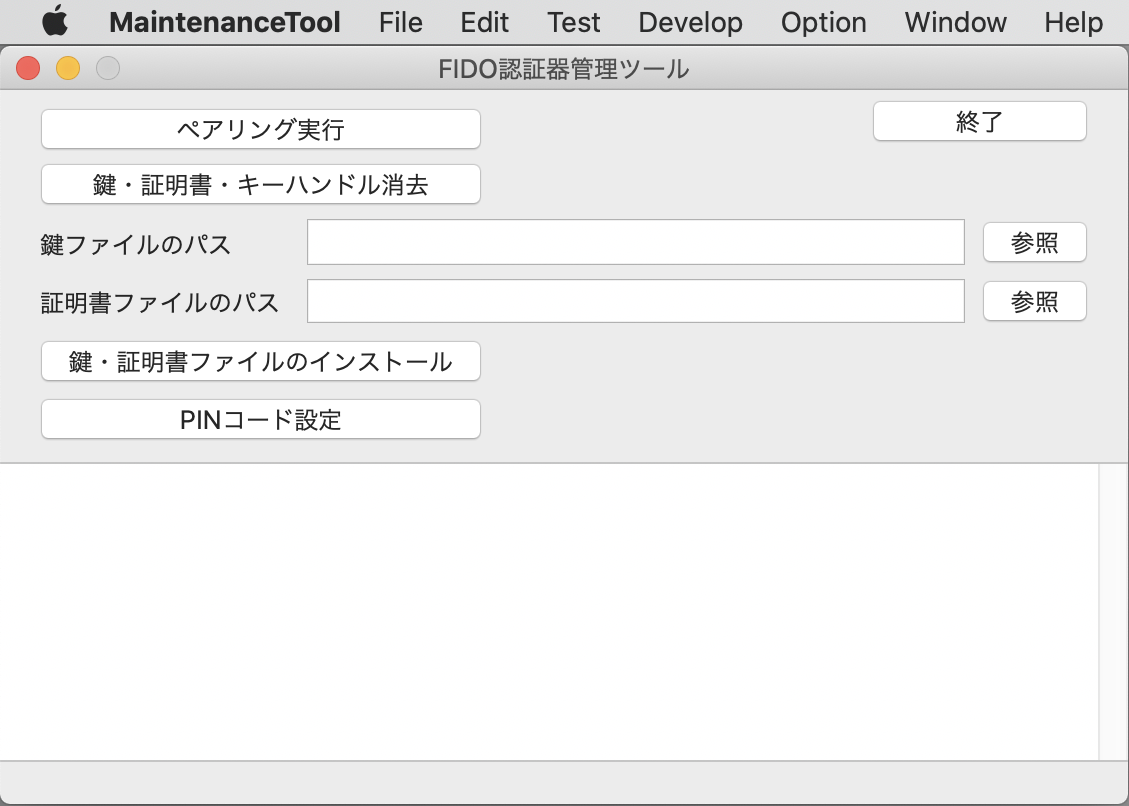 MaintenanceTool File Edit Test Develop Option Window Help
FIDO認証器管理ツール
ペアリング実行 終了
鍵・証明書・キーハンドル消去
鍵ファイルのパス 参照
証明書ファイルのパス 参照
鍵・証明書ファイルのインストール
PINコード設定